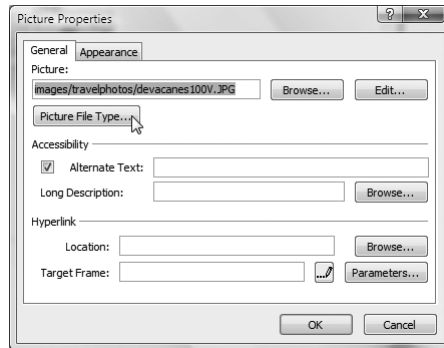 Picture Properties
General Appearance
Picture:
images/travelphotos/devacanes100V.JPG Browse... Edit...
Picture File Type...
Accessibility
Alternate Text:
Long Description: Browse...
Hyperlink
Location: Browse...
Target Frame: Parameters...
OK Cancel